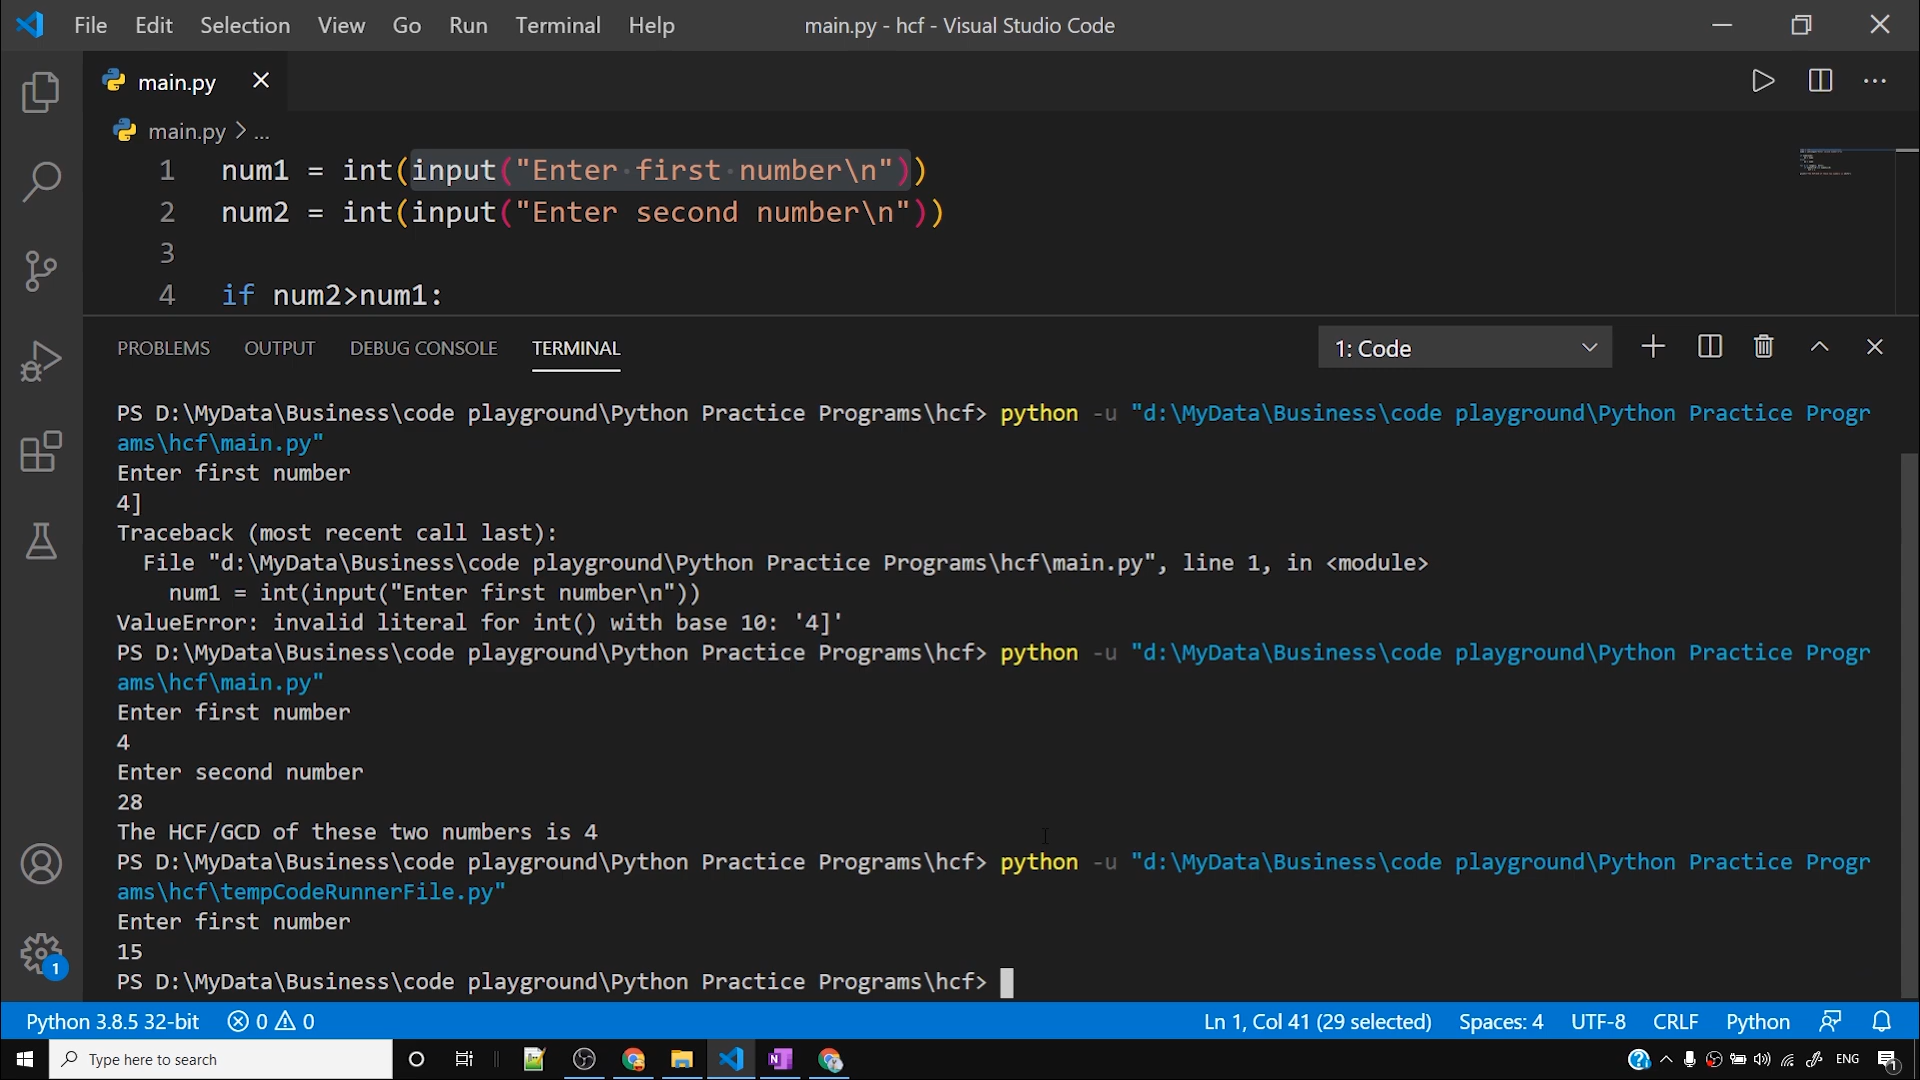 File Edit Selection View Go Run Terminal Help main.py - hcf - Visual Studio Code
main.py
main.py > ...
1 num1 = int(input("Enter first number\n"))
2 num2 = int(input("Enter second number\n"))
3
4 if num2>num1:
PROBLEMS OUTPUT DEBUG CONSOLE TERMINAL 1: Code
PS D:\MyData\Business\code playground\Python Practice Programs\hcf> python -u "d:\MyData\Business\code playground\Python Practice Progr
ams\hcf\main.py"
Enter first number
4]
Traceback (most recent call last):
File "d:\MyData\Business\code playground\Python Practice Programs\hcf\main.py", line 1, in <module>
num1 = int(input("Enter first number\n"))
ValueError: invalid literal for int() with base 10: '4]'
PS D:\MyData\Business\code playground\Python Practice Programs\hcf> python -u "d:\MyData\Business\code playground\Python Practice Progr
ams\hcf\main.py"
Enter first number
4
Enter second number
28
The HCF/GCD of these two numbers is 4
PS D:\MyData\Business\code playground\Python Practice Programs\hcf> python -u "d:\MyData\Business\code playground\Python Practice Progr
ams\hcf\tempCodeRunnerFile.py"
Enter first number
15
PS D:\MyData\Business\code playground\Python Practice Programs\hcf>
1
Python 3.8.5 32-bit 0 0 Ln 1, Col 41 (29 selected) Spaces: 4 UTF-8 CRLF Python
Type here to search ENG 1